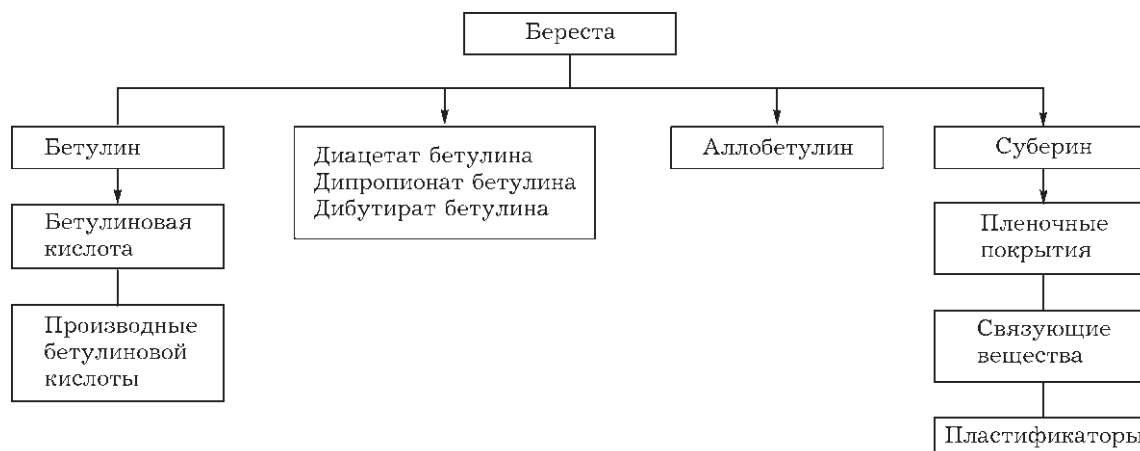 Береста
Бетулин
Диацетат бетулина
Дипропионат бетулина
Дибутират бетулина
Аллобетулин
Суберин
Бетулиновая
кислота
Производные
бетулиновой
кислоты
Пленочные
покрытия
Связующие
вещества
Пластификаторы